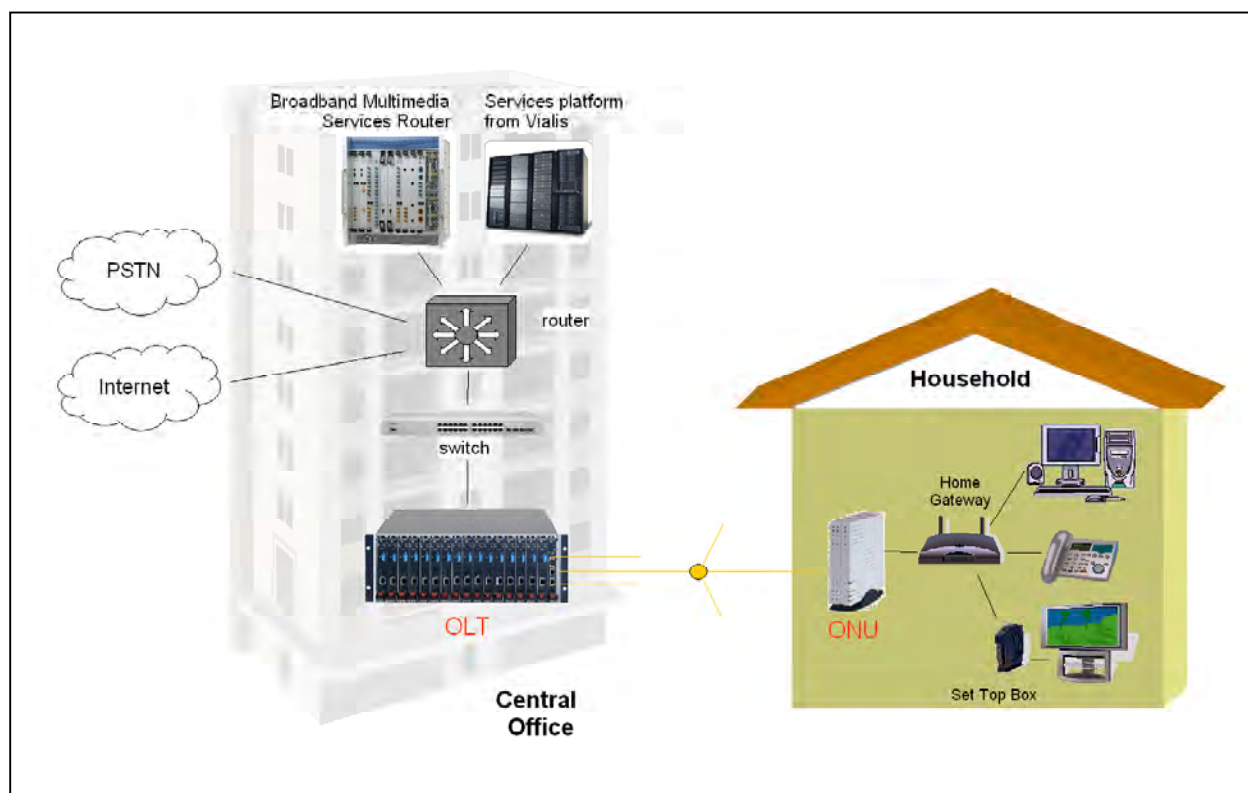 Broadband Multimedia
Services Router
Services platform
from Vialis
PSTN
router
Internet
switch
OLT
Central
Office
Household
Home
Gateway
ONU
Set Top Box